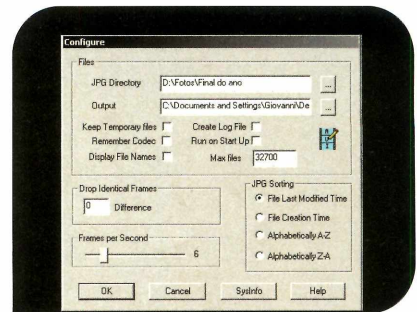 Configure
Files
JPG Directory D:\Fotos\Final do ano ...
Output C:\Documents and Settings\Giovanni\De ...
Keep Temporary files Create Log File
Remember Codec Run on Start Up
Display File Names Max files 32700
Drop Identical Frames
0 Difference
Frames per Second
6
JPG Sorting
File Last Modified Time
File Creation Time
Alphabetically A-Z
Alphabetically Z-A
OK Cancel SysInfo Help